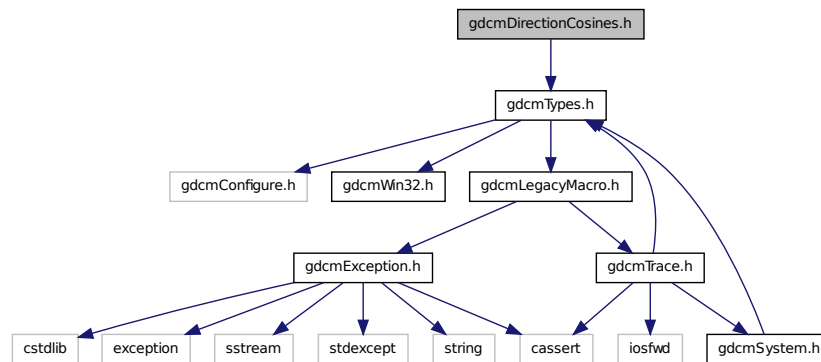 gdcmDirectionCosines.h
gdcmTypes.h
gdcmConfigure.h
gdcmWin32.h
gdcmLegacyMacro.h
gdcmException.h
gdcmTrace.h
cstdlib
exception
sstream
stdexcept
string
cassert
iosfwd
gdcmSystem.h